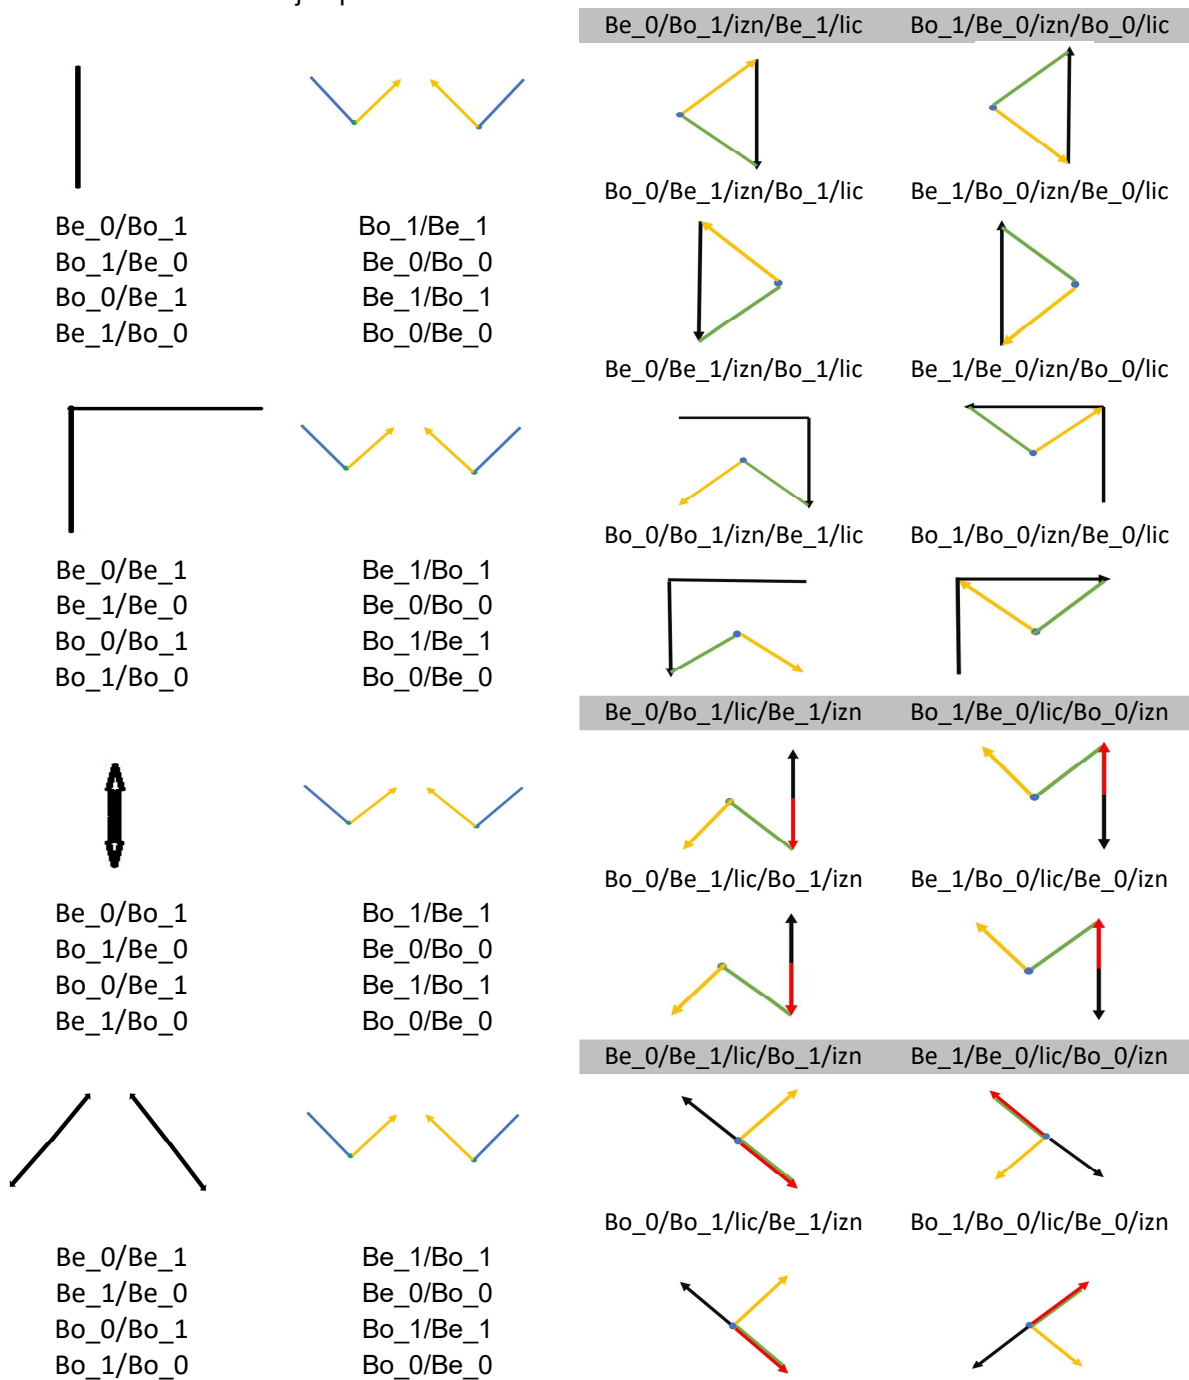 Be_0/Bo_1/izn/Be_1/lic Bo_1/Be_0/izn/Bo_0/lic
Bo_0/Be_1/izn/Bo_1/lic Be_1/Bo_0/izn/Be_0/lic
Be_0/Bo_1 Bo_1/Be_1
Bo_1/Be_0 Be_0/Bo_0
Bo_0/Be_1 Be_1/Bo_1
Be_1/Bo_0 Bo_0/Be_0
Be_0/Be_1/izn/Bo_1/lic Be_1/Be_0/izn/Bo_0/lic
Bo_0/Bo_1/izn/Be_1/lic Bo_1/Bo_0/izn/Be_0/lic
Be_0/Be_1 Be_1/Bo_1
Be_1/Be_0 Be_0/Bo_0
Bo_0/Bo_1 Bo_1/Be_1
Bo_1/Bo_0 Bo_0/Be_0
Be_0/Bo_1/lic/Be_1/izn Bo_1/Be_0/lic/Bo_0/izn
Bo_0/Be_1/lic/Bo_1/izn Be_1/Bo_0/lic/Be_0/izn
Be_0/Bo_1 Bo_1/Be_1
Bo_1/Be_0 Be_0/Bo_0
Bo_0/Be_1 Be_1/Bo_1
Be_1/Bo_0 Bo_0/Be_0
Be_0/Be_1/lic/Bo_1/izn Be_1/Be_0/lic/Bo_0/izn
Bo_0/Bo_1/lic/Be_1/izn Bo_1/Bo_0/lic/Be_0/izn
Be_0/Be_1 Be_1/Bo_1
Be_1/Be_0 Be_0/Bo_0
Bo_0/Bo_1 Bo_1/Be_1
Bo_1/Bo_0 Bo_0/Be_0